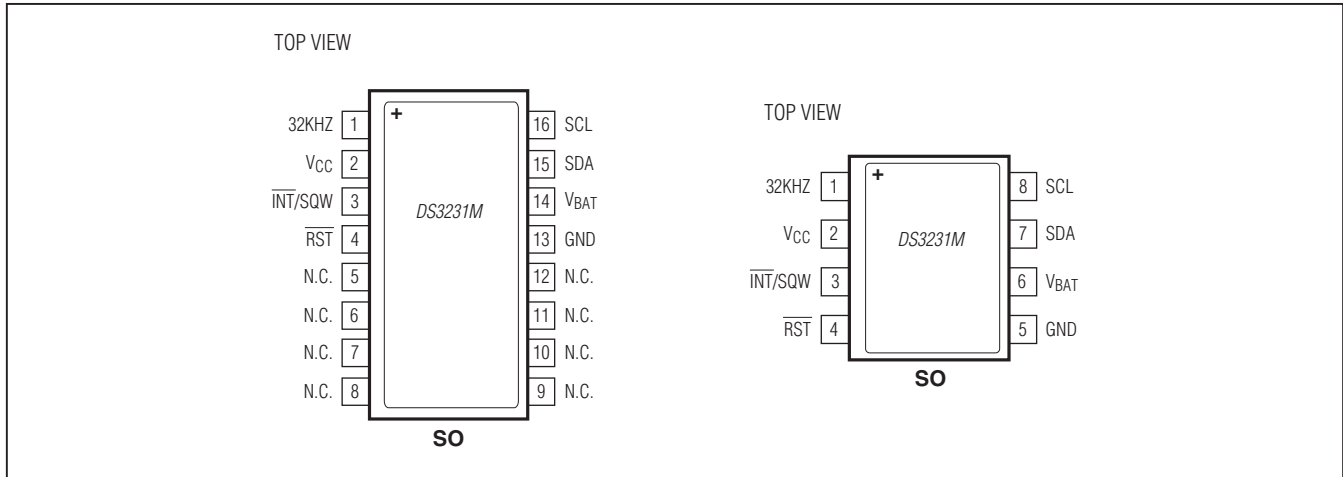 TOP VIEW
+
32KHZ 1 16 SCL
VCC 2 15 SDA
INT/SQW 3 14 VBAT
DS3231M
RST 4 13 GND
N.C. 5 12 N.C.
N.C. 6 11 N.C.
N.C. 7 10 N.C.
N.C. 8 9 N.C.
SO
TOP VIEW
+
32KHZ 1 8 SCL
VCC 2 DS3231M 7 SDA
INT/SQW 3 6 VBAT
RST 4 5 GND
SO